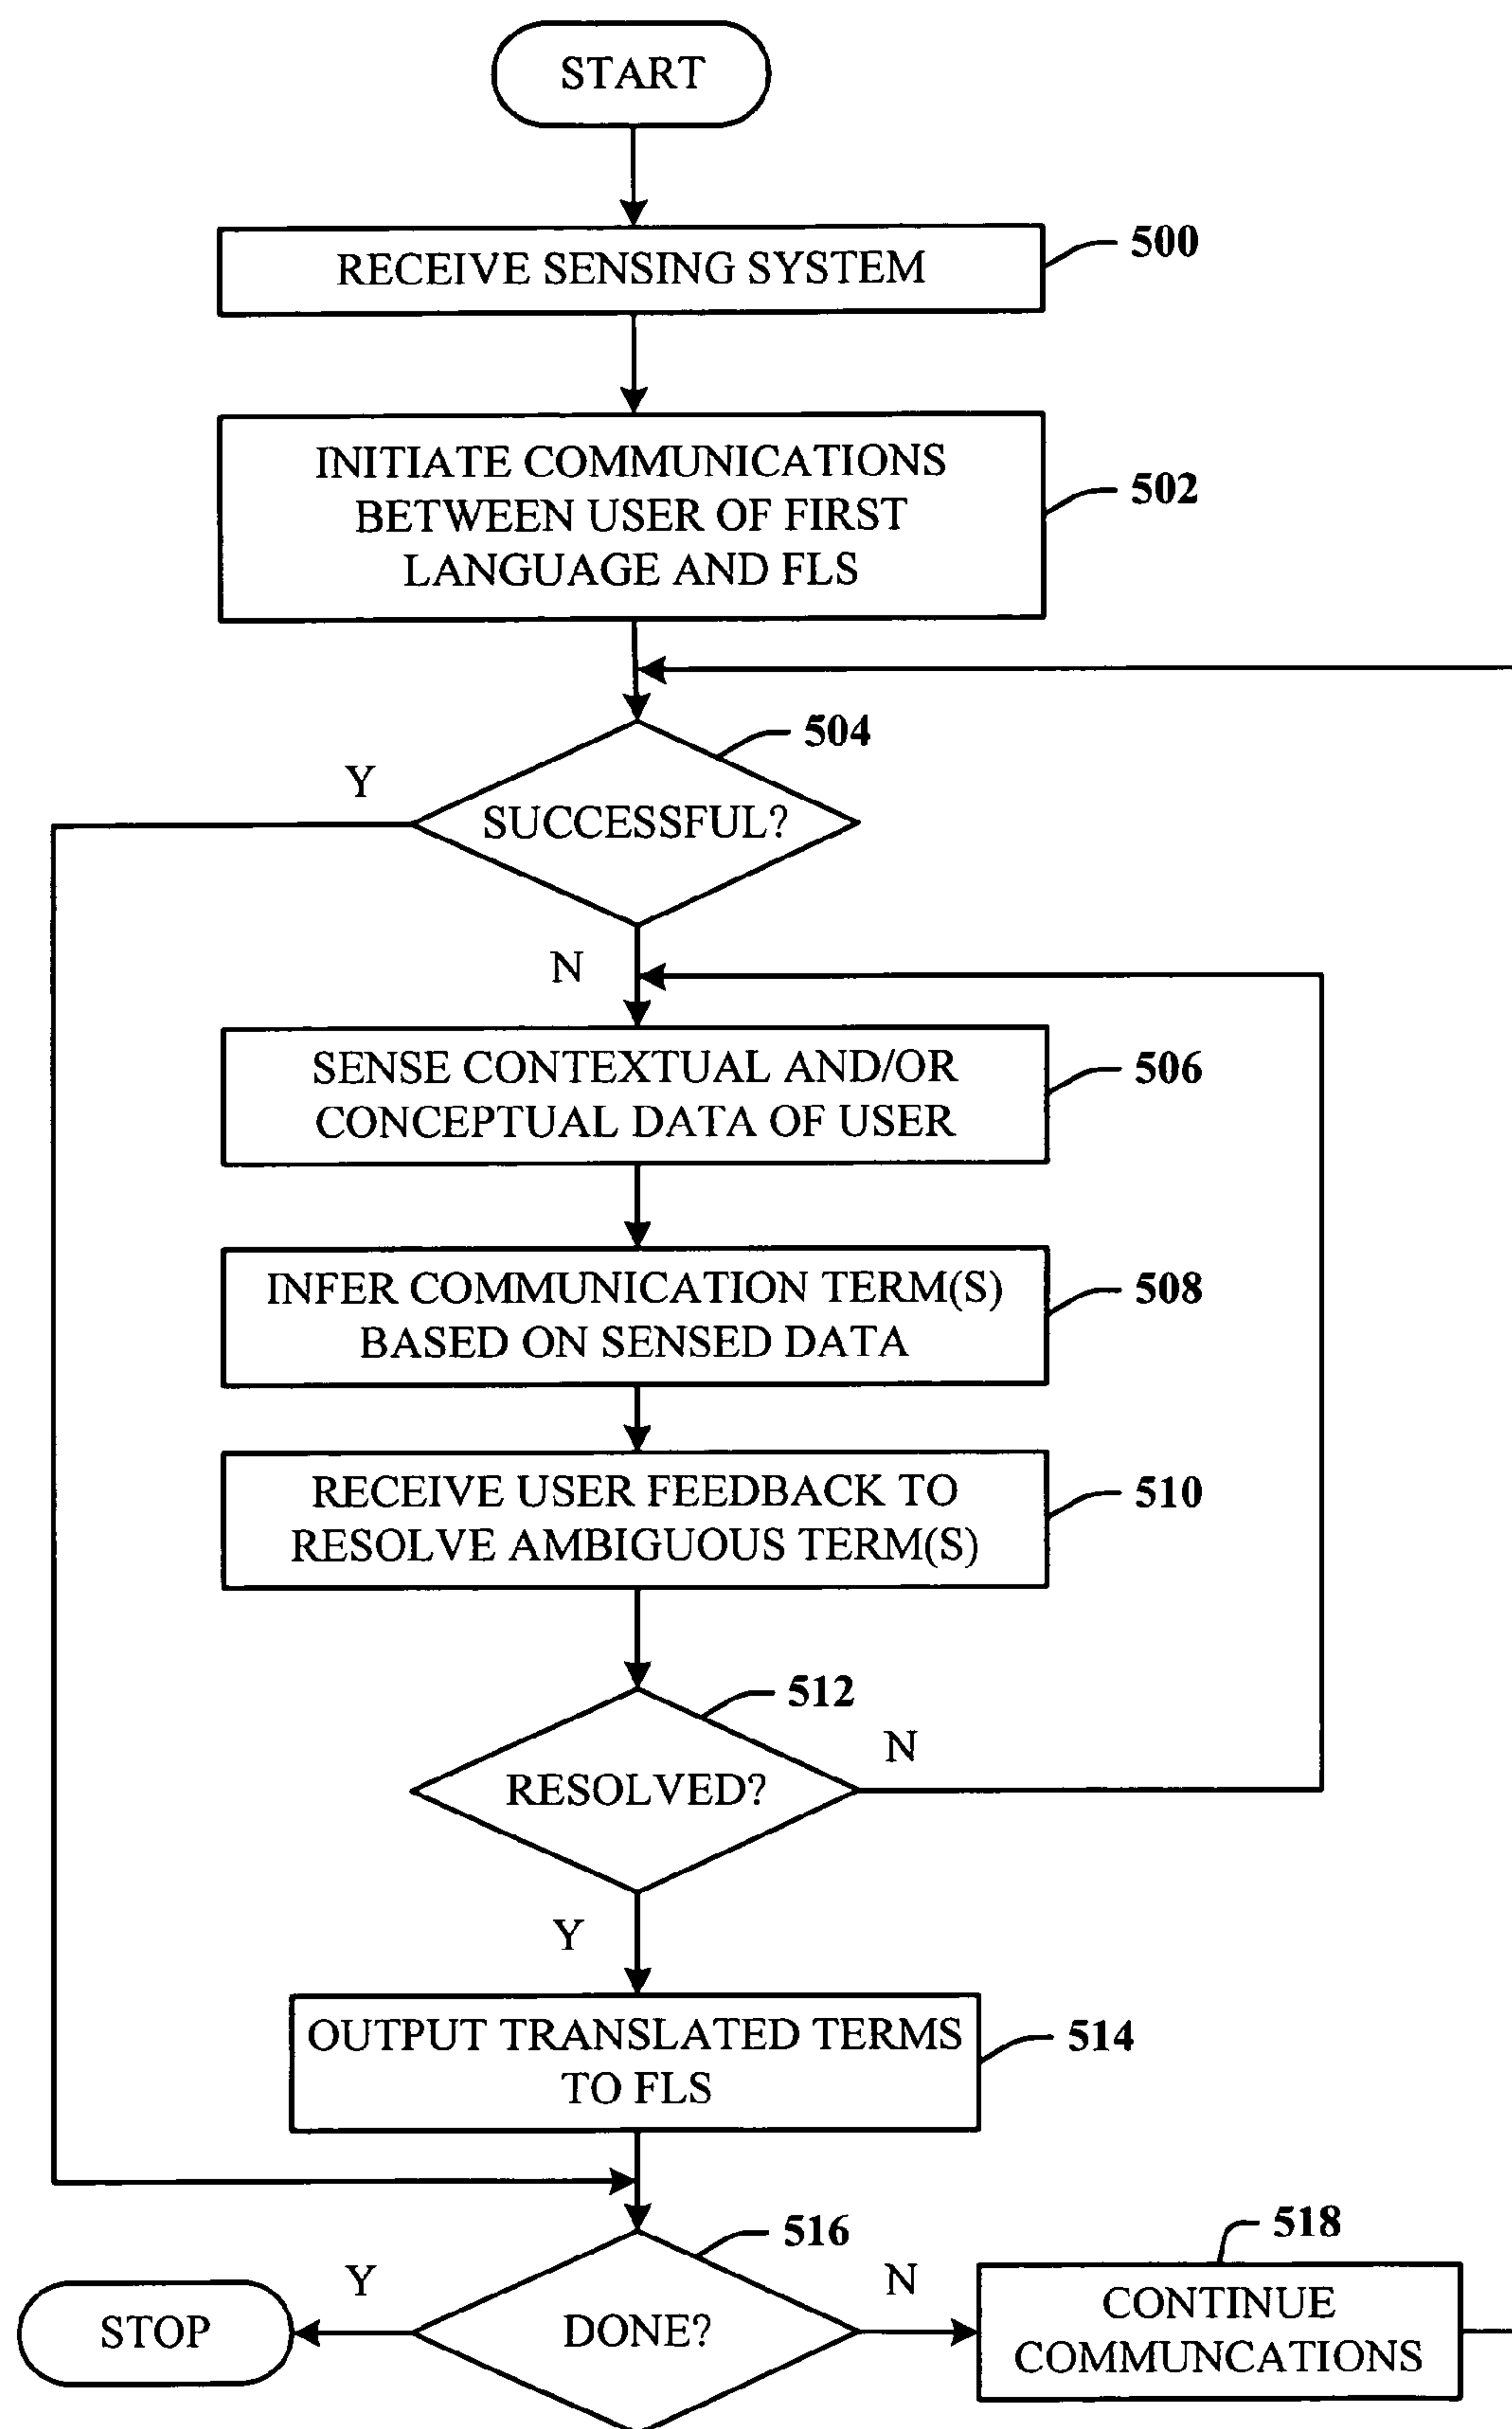 START
RECEIVE SENSING SYSTEM
500
INITIATE COMMUNICATIONS
BETWEEN USER OF FIRST
LANGUAGE AND FLS
502
504
Y
SUCCESSFUL?
N
SENSE CONTEXTUAL AND/OR
CONCEPTUAL DATA OF USER
506
INFER COMMUNICATION TERM(S)
BASED ON SENSED DATA
508
RECEIVE USER FEEDBACK TO
RESOLVE AMBIGUOUS TERM(S)
510
512
N
RESOLVED?
Y
OUTPUT TRANSLATED TERMS
TO FLS
514
516
518
Y
N
STOP
DONE?
CONTINUE
COMMUNCATIONS